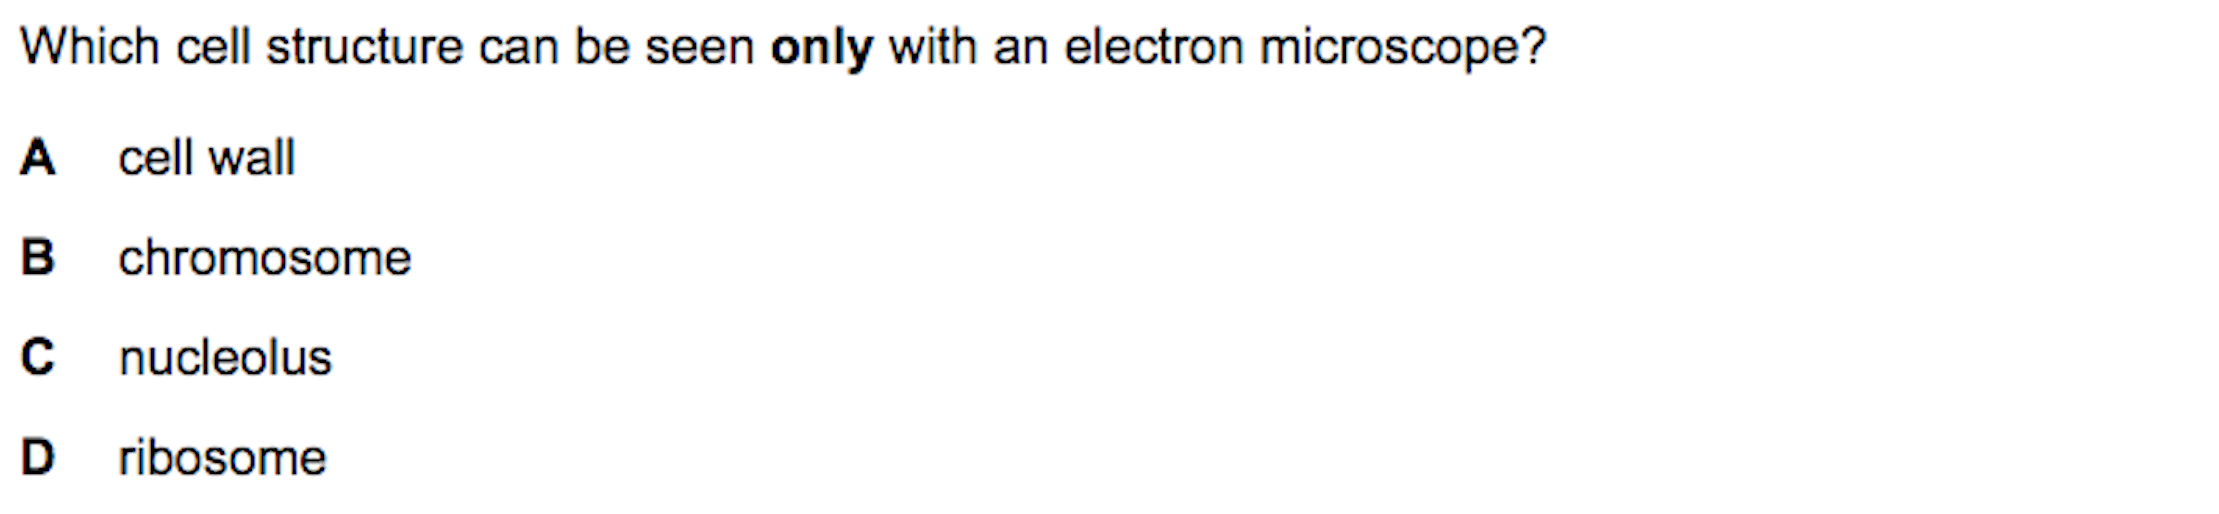 Which cell structure can be seen only with an electron microscope?
A cell wall
B chromosome
C nucleolus
D ribosome